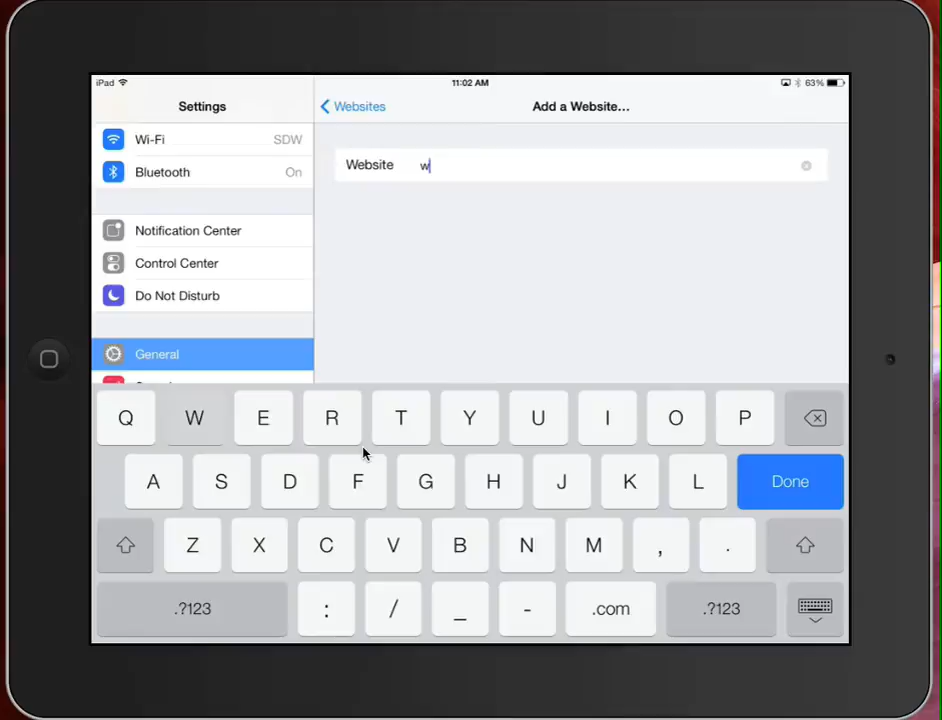 iPad 11:02 AM 63%
Settings
Websites Add a Website...
Wi-Fi SDW
Website w
Bluetooth On
Notification Center
Control Center
Do Not Disturb
General
Q W E R T Y U I O P
A S D F G H J K L Done
Z X C V B N M , .
.?123 : / _ - .com .?123